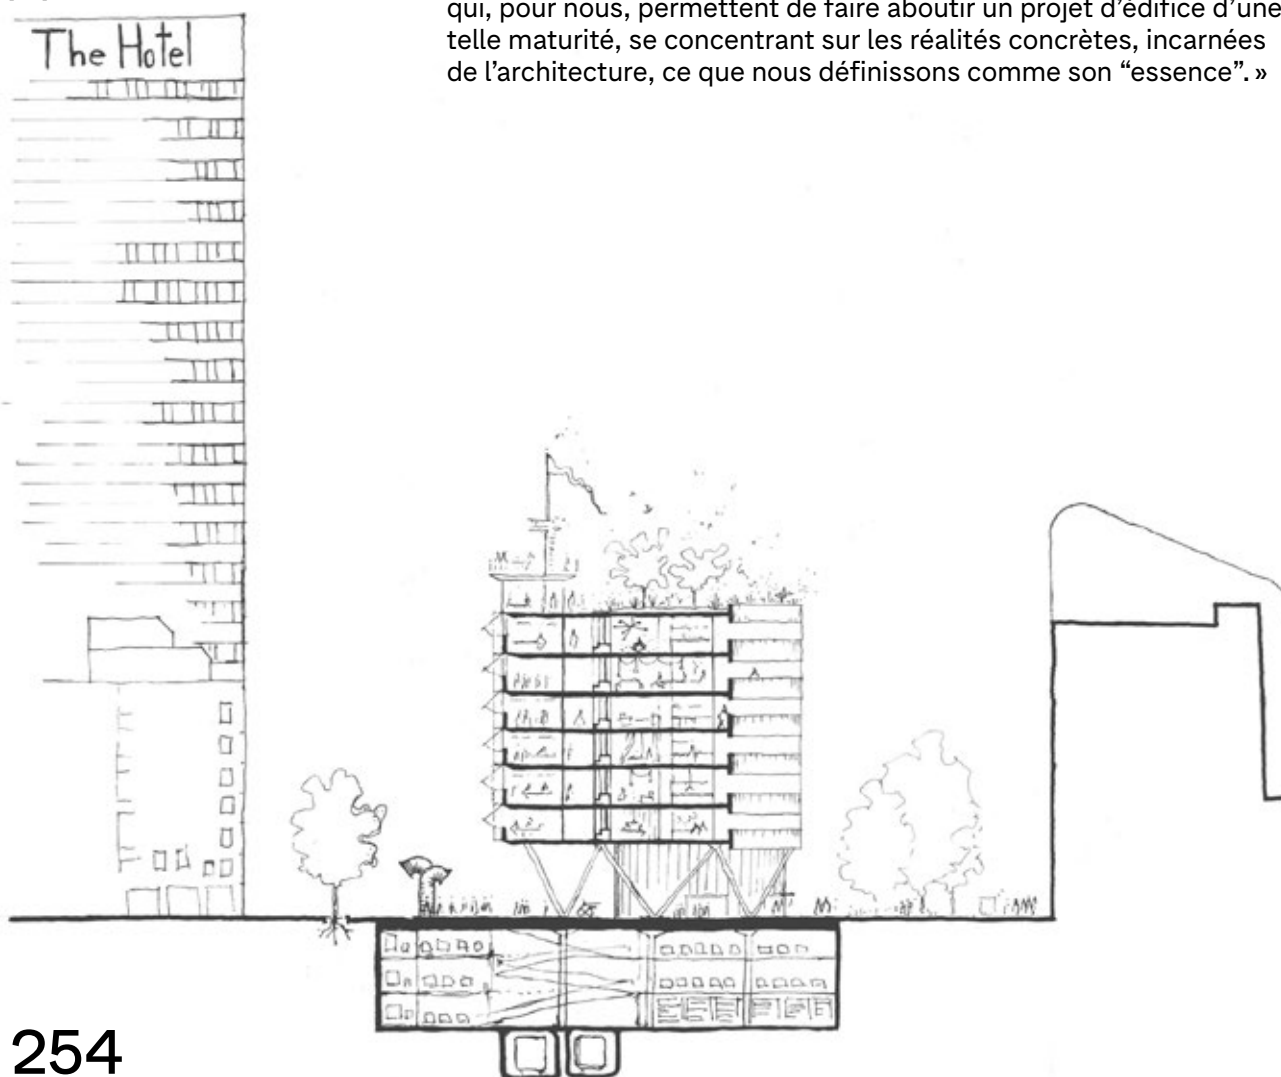 The Hotel
qui, pour nous, permettent de faire aboutir un projet d’édifice d’une
telle maturité, se concentrant sur les réalités concrètes, incarnées
de l’architecture, ce que nous définissons comme son “essence”. »
254